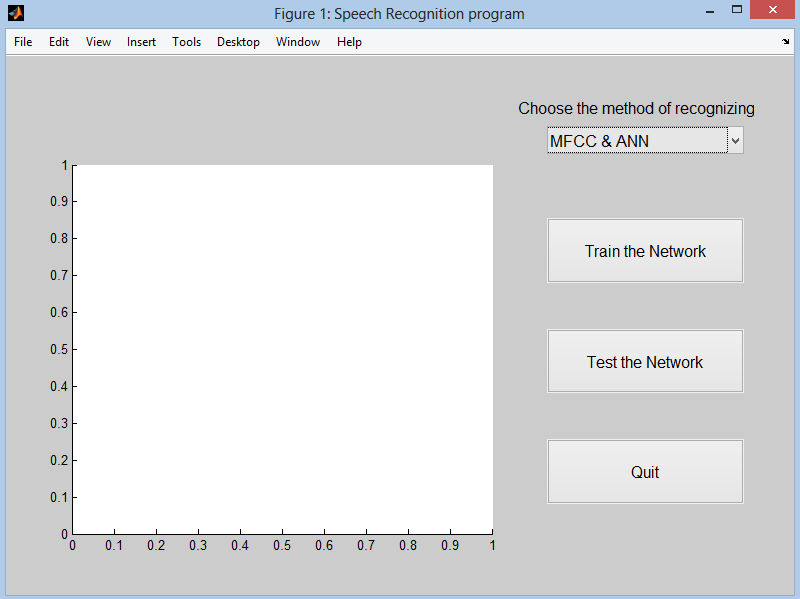 Figure 1: Speech Recognition program
File Edit View Insert Tools Desktop Window Help
Choose the method of recognizing
MFCC & ANN
1
0.9
0.8
0.7
0.6
0.5
0.4
0.3
0.2
0.1
0
0 0.1 0.2 0.3 0.4 0.5 0.6 0.7 0.8 0.9 1
Train the Network
Test the Network
Quit